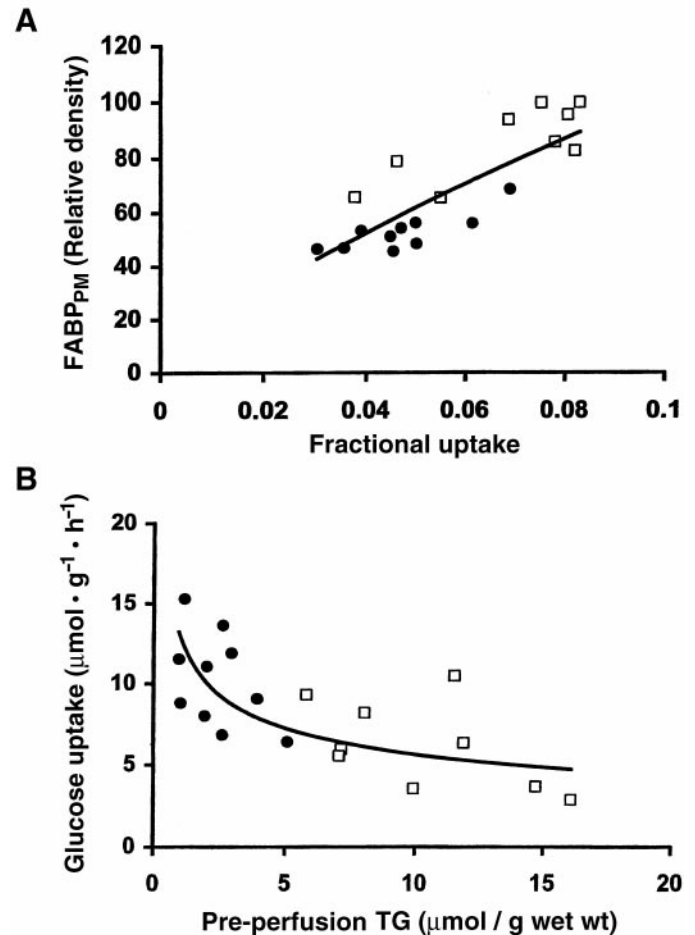 A
120
100
80
60
40
20
0
FABPPM (Relative density)
0 0.02 0.04 0.06 0.08 0.1
Fractional uptake
B
20
15
10
5
0
Glucose uptake (μmol · g⁻¹ · h⁻¹)
0 5 10 15 20
Pre-perfusion TG (μmol / g wet wt)